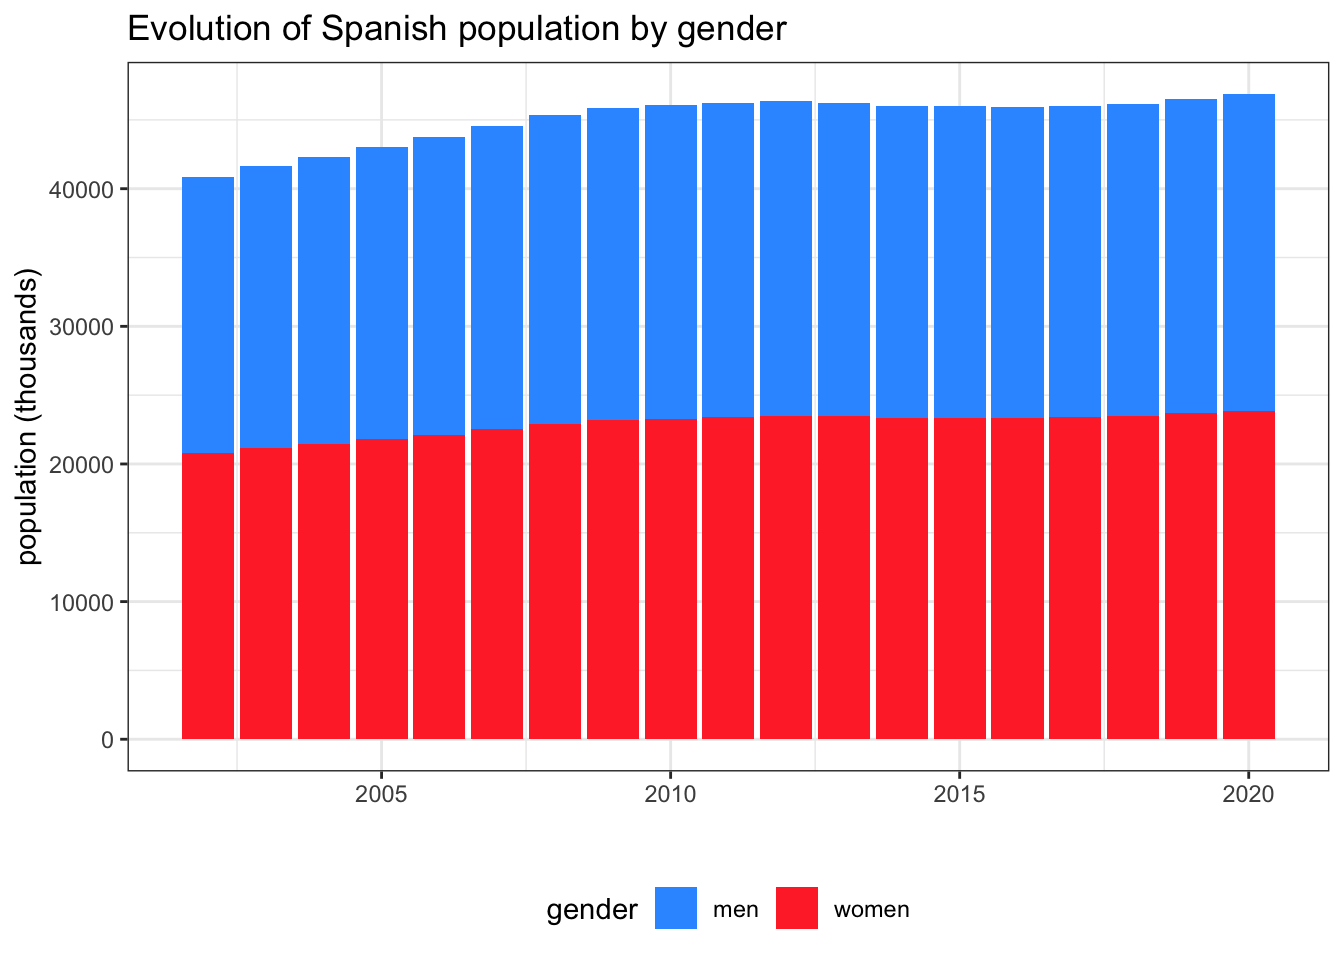 Evolution of Spanish population by gender
population (thousands)
40000
30000
20000
10000
0
2005 2010 2015 2020
gender men women